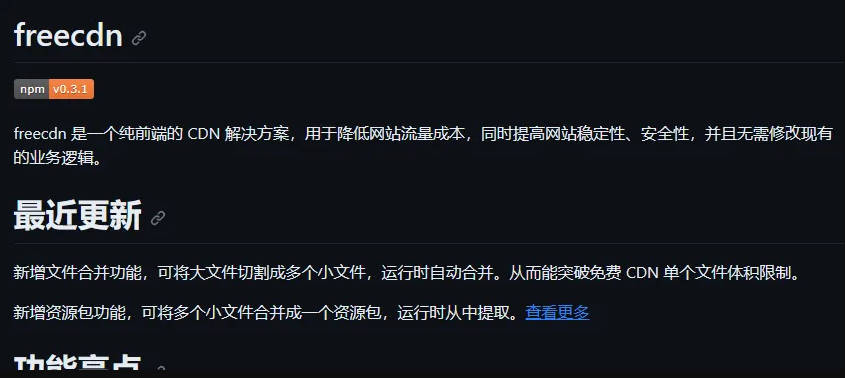 freecdn
npm v0.3.1
freecdn 是一个纯前端的 CDN 解决方案，用于降低网站流量成本，同时提高网站稳定性、安全性，并且无需修改现有
的业务逻辑。
最近更新
新增文件合并功能，可将大文件切割成多个小文件，运行时自动合并。从而能突破免费 CDN 单个文件体积限制。
新增资源包功能，可将多个小文件合并成一个资源包，运行时从中提取。查看更多
功能亮点